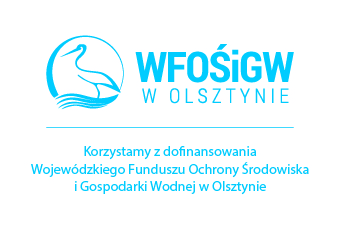 WFOŚiGW
W OLSZTYNIE
Korzystamy z dofinansowania
Wojewódzkiego Funduszu Ochrony Środowiska
i Gospodarki Wodnej w Olsztynie